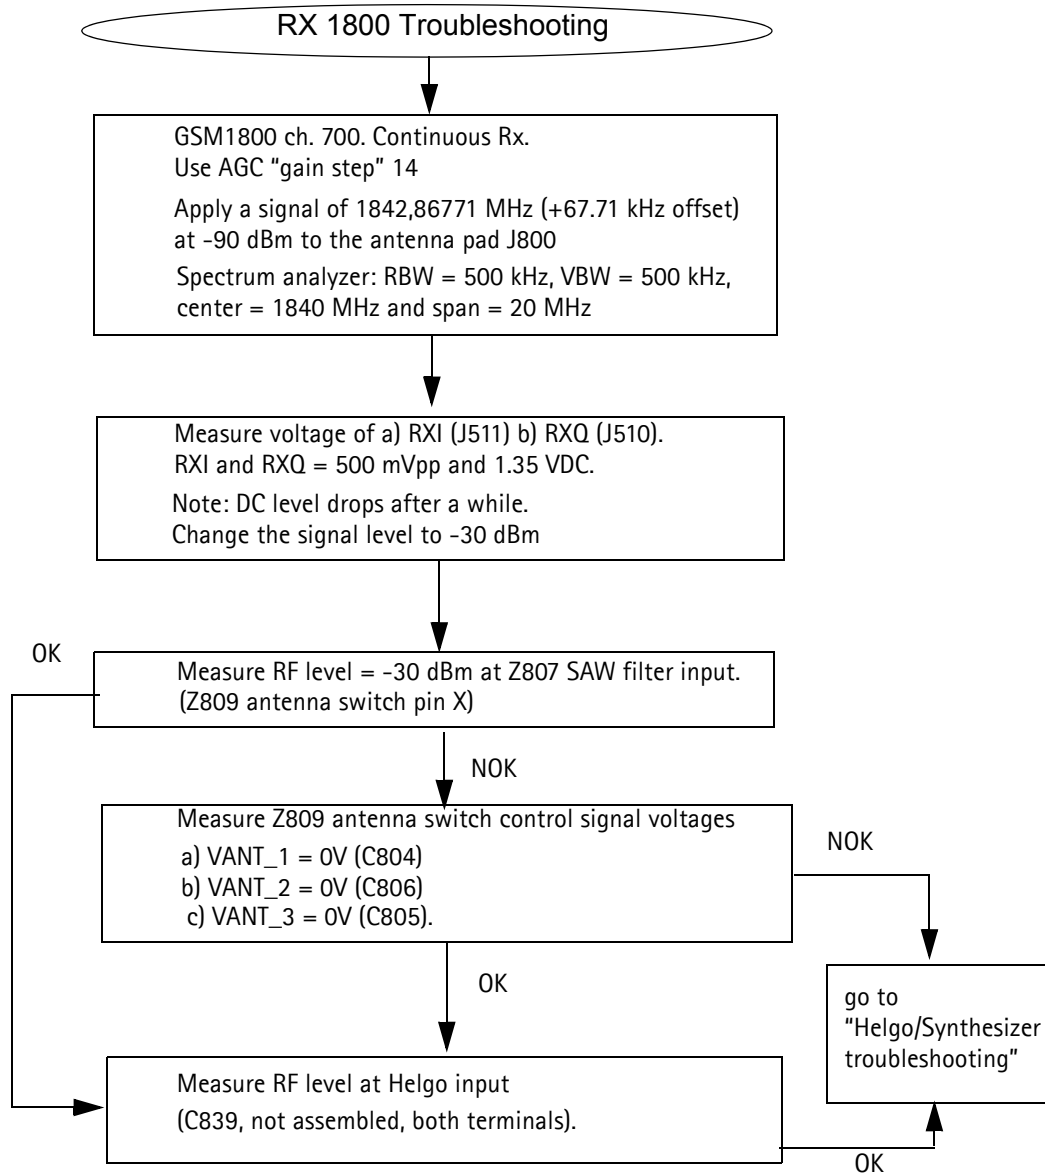 RX 1800 Troubleshooting
GSM1800 ch. 700. Continuous Rx.
Use AGC “gain step” 14
Apply a signal of 1842,86771 MHz (+67.71 kHz offset)
at -90 dBm to the antenna pad J800
Spectrum analyzer: RBW = 500 kHz, VBW = 500 kHz,
center = 1840 MHz and span = 20 MHz
Measure voltage of a) RXI (J511) b) RXQ (J510).
RXI and RXQ = 500 mVpp and 1.35 VDC.
Note: DC level drops after a while.
Change the signal level to -30 dBm
OK
Measure RF level = -30 dBm at Z807 SAW filter input.
(Z809 antenna switch pin X)
NOK
Measure Z809 antenna switch control signal voltages
a) VANT_1 = 0V (C804)
b) VANT_2 = 0V (C806)
c) VANT_3 = 0V (C805).
NOK
OK
go to
“Helgo/Synthesizer
troubleshooting”
Measure RF level at Helgo input
(C839, not assembled, both terminals).
OK